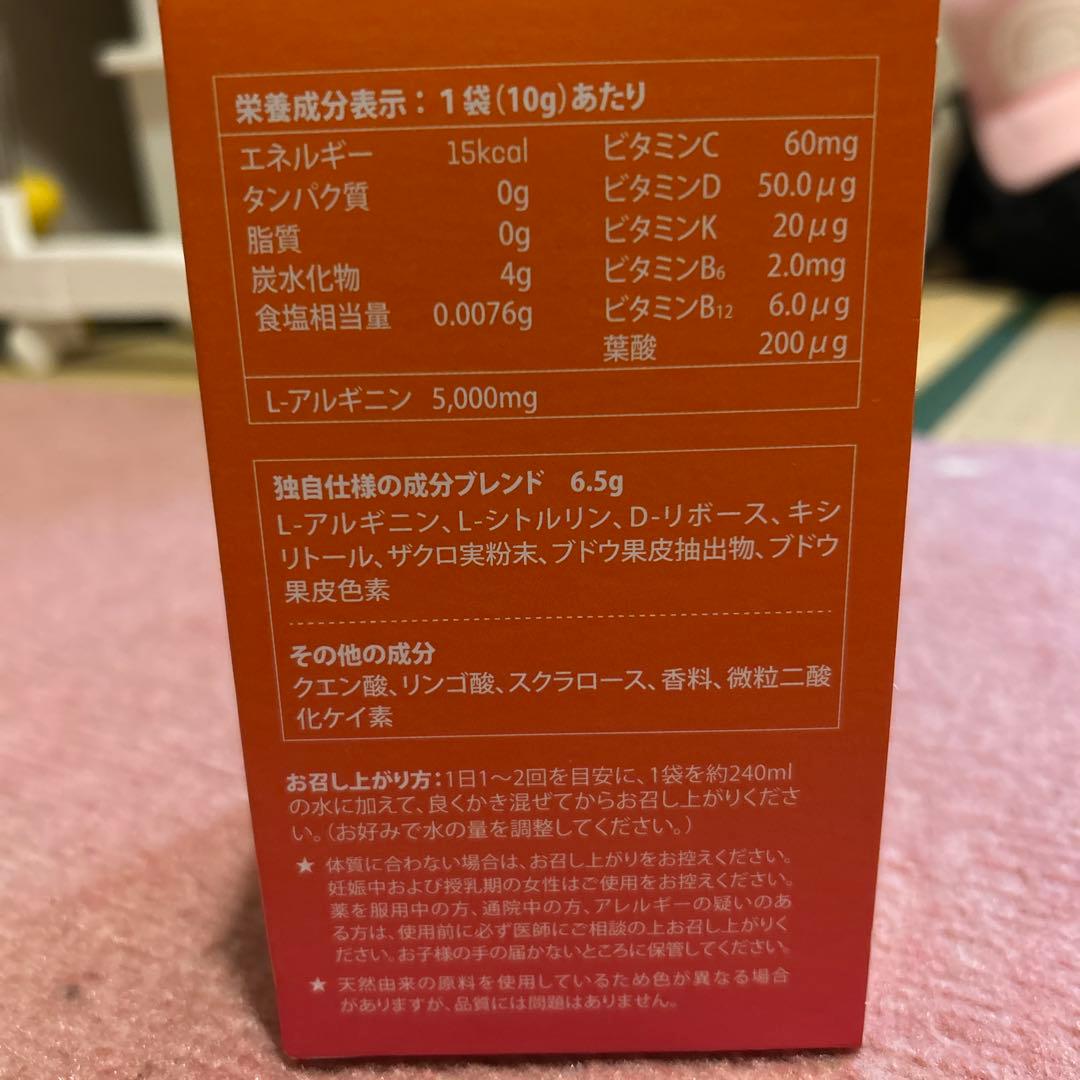 栄養成分表示：1袋(10g)あたり
エネルギー 15kcal
タンパク質 0g
脂質 0g
炭水化物 4g
食塩相当量 0.0076g
ビタミンC 60mg
ビタミンD 50.0μg
ビタミンK 20μg
ビタミンB6 2.0mg
ビタミンB12 6.0μg
葉酸 200μg
L-アルギニン 5,000mg
独自仕様の成分ブレンド 6.5g
L-アルギニン、L-シトルリン、D-リボース、キシ
リトール、ザクロ実粉末、ブドウ果皮抽出物、ブドウ
果皮色素
その他の成分
クエン酸、リンゴ酸、スクラロース、香料、微粒二酸
化ケイ素
お召し上がり方：1日1〜2回を目安に、1袋を約240ml
の水に加えて、良くかき混ぜてからお召し上がりくださ
い。（お好みで水の量を調整してください。）
★ 体質に合わない場合は、お召し上がりをお控えください。
妊娠中および授乳期の女性はご使用をお控えください。
薬を服用中の方、通院中の方、アレルギーの疑いのあ
る方は、使用前に必ず医師にご相談の上お召し上がりく
ださい。お子様の手の届かないところに保管してください。
★ 天然由来の原料を使用しているため色が異なる場合
がありますが、品質には問題はありません。